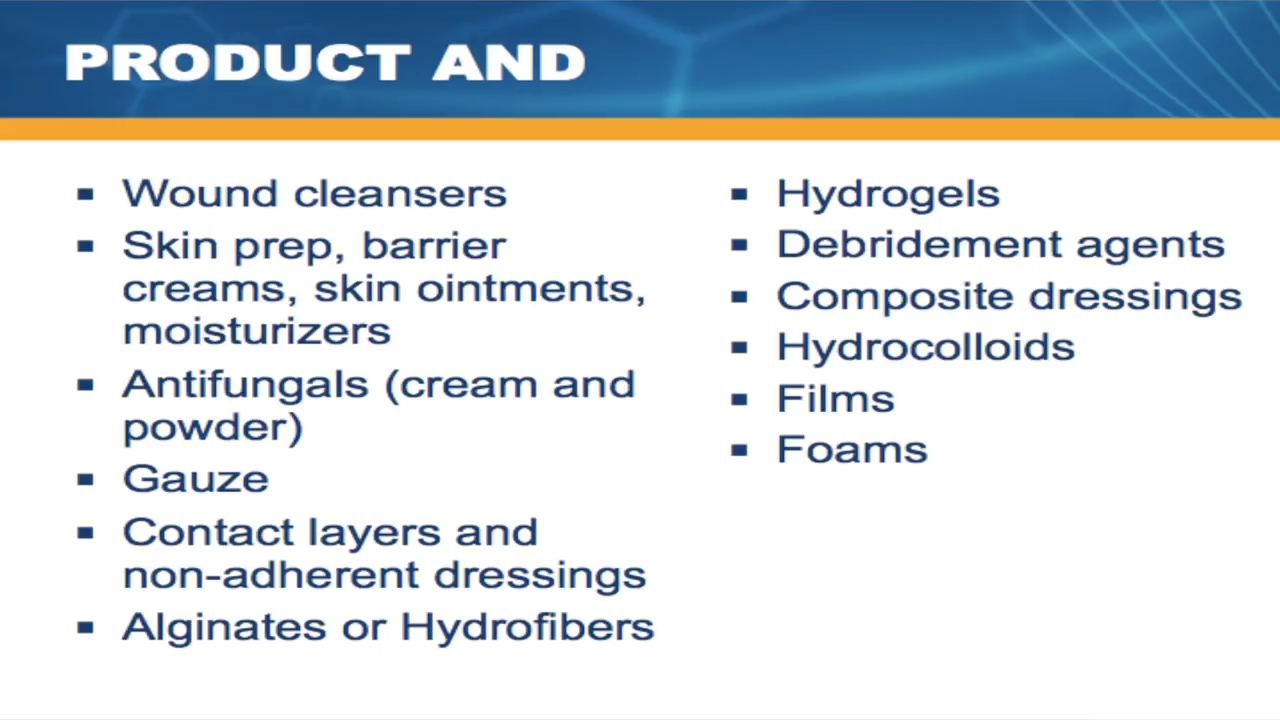 PRODUCT AND
Wound cleansers
Skin prep, barrier
creams, skin ointments,
moisturizers
Antifungals (cream and
powder)
Gauze
Contact layers and
non-adherent dressings
Alginates or Hydrofibers
Hydrogels
Debridement agents
Composite dressings
Hydrocolloids
Films
Foams